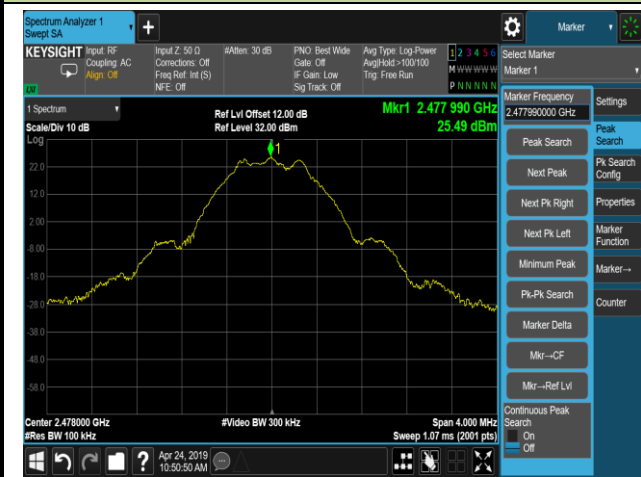 Spectrum Analyzer 1
Swept SA
Marker
KEYSIGHT
LXI
Input: RF
Coupling: AC
Align: Off
Input Z: 50 Ω
Corrections: Off
Freq Ref: Int (S)
NFE: Off
#Atten: 30 dB
PNO: Best Wide
Gate: Off
IF Gain: Low
Sig Track: Off
Avg Type: Log-Power
Avg|Hold:>100/100
Trig: Free Run
1 2 3 4 5 6
M W W W W W
P N N N N N
Select Marker
Marker 1
1 Spectrum
Scale/Div 10 dB
Log
Ref Lvl Offset 12.00 dB
Ref Level 32.00 dBm
Mkr1 2.477 990 GHz
25.49 dBm
1
22.0
12.0
2.00
-8.00
-18.0
-28.0
-38.0
-48.0
-58.0
Center 2.478000 GHz
#Res BW 100 kHz
#Video BW 300 kHz
Span 4.000 MHz
Sweep 1.07 ms (2001 pts)
Marker Frequency
2.477990000 GHz
Peak Search
Next Peak
Next Pk Right
Next Pk Left
Minimum Peak
Pk-Pk Search
Marker Delta
Mkr→CF
Mkr→Ref Lvl
Continuous Peak
Search
On
Off
Settings
Peak
Search
Pk Search
Config
Properties
Marker
Function
Marker→
Counter
?
Apr 24, 2019
10:50:50 AM